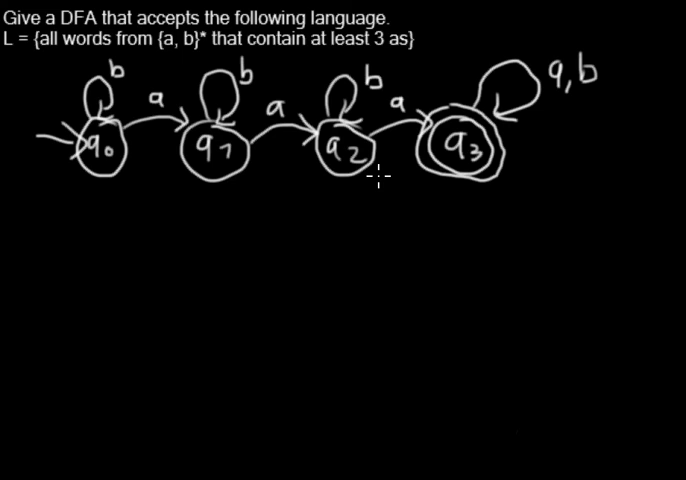 Give a DFA that accepts the following language.
L = {all words from {a, b}* that contain at least 3 as}
b b b a,b
a a a
q0 q1 q2 q3